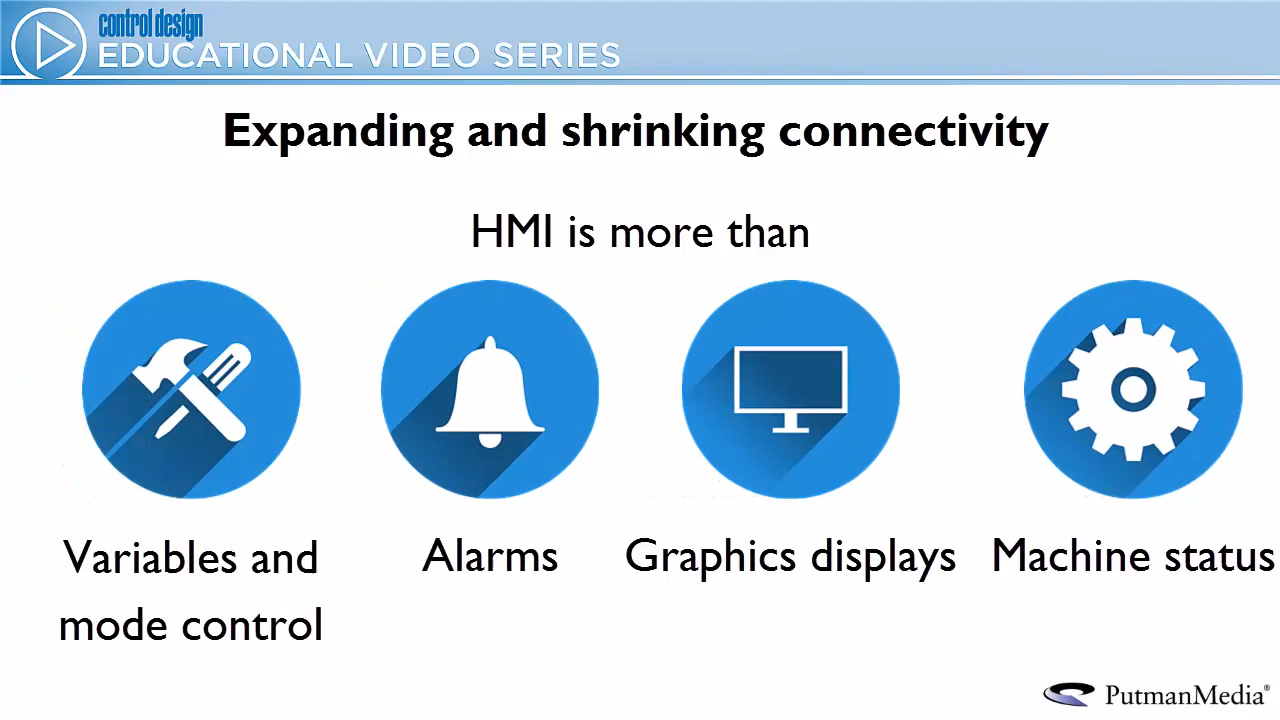 control design
EDUCATIONAL VIDEO SERIES
Expanding and shrinking connectivity
HMI is more than
Variables and
mode control
Alarms
Graphics displays
Machine status
PutmanMedia®